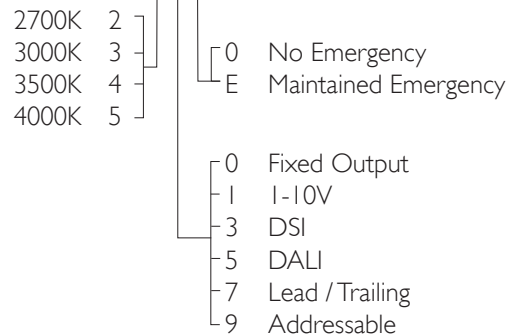 2700K 2
3000K 3
3500K 4
4000K 5
0 No Emergency
E Maintained Emergency
0 Fixed Output
1 1-10V
3 DSI
5 DALI
7 Lead / Trailing
9 Addressable